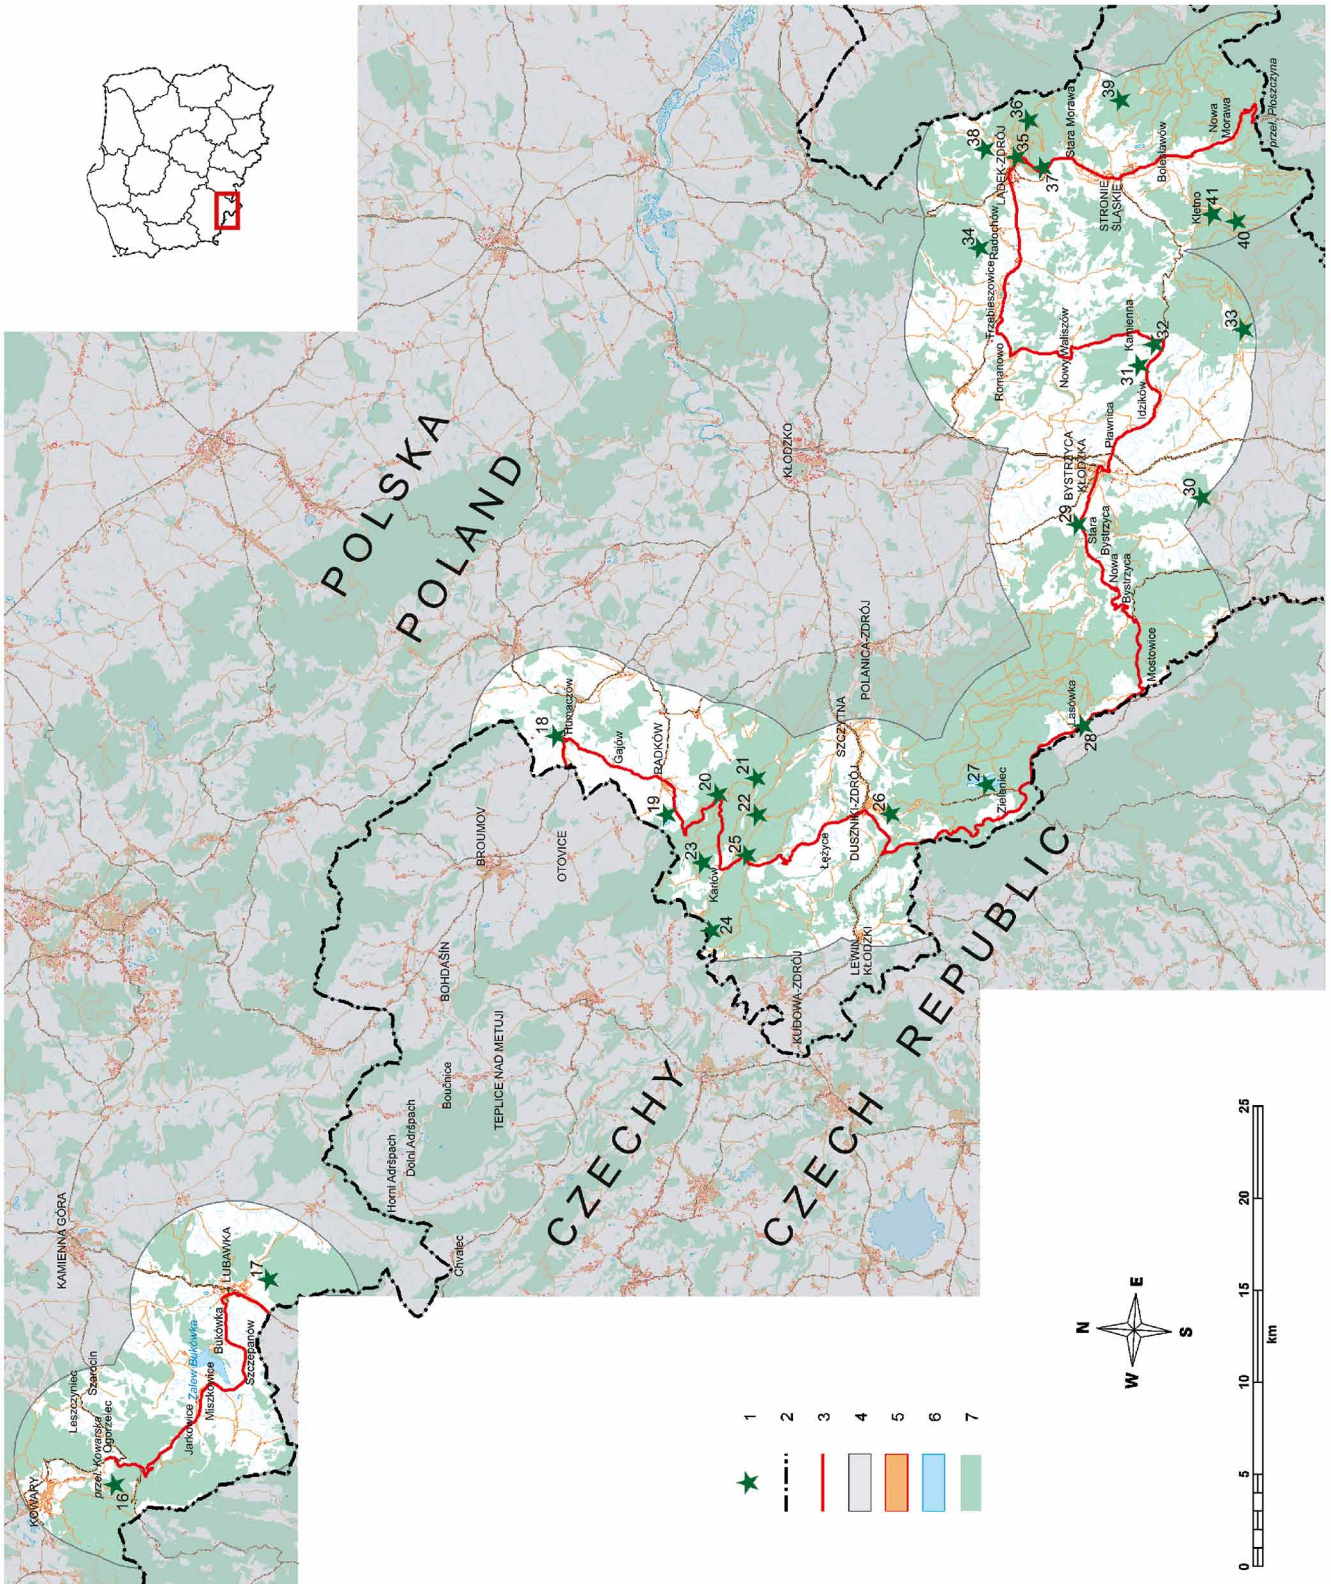 POLSKA
POLAND
CZECHY
CZECH REPUBLIC
KOWARY
przeł. Kowarska
Ogorzelec
Leszczyniec
Szarocin
KAMIENNA GÓRA
16
Jarkowice
Zalew Bukówka
Miszkowice
Bukówka
Szczepanów
LUBAWKA
17
Chvalec
Horni Adršpach
Dolni Adršpach
Boučnice
TEPLICE NAD METUJI
BOHDAŠÍN
BROUMOV
OTOVICE
18
Tłumaczów
Gajów
RADKÓW
19
20
21
22
23
Karłów
24
25
KUDOWA-ZDRÓJ
LEWIN
KŁODZKI
Łężyce
DUSZNIKI-ZDRÓJ
SZCZYTNA
POLANICA-ZDRÓJ
26
27
Zieleniec
28
Lasówka
Mostowice
KŁODZKO
Nowa
Bystrzyca
Stara
Bystrzyca
29
BYSTRZYCA
KŁODZKA
30
Pławnica
Idzików
31
Kamienna
32
33
Nowy Waliszów
Romanowo
Trzebieszowice
Radochów
34
LĄDEK-ZDRÓJ
35
36
37
38
Stara Morawa
STRONIE
ŚLĄSKIE
39
Bolesławów
Kletno
41
40
Nowa
Morawa
przeł. Płoszczyna
1
2
3
4
5
6
7
N
W
E
S
0
5
10
15
20
25
km